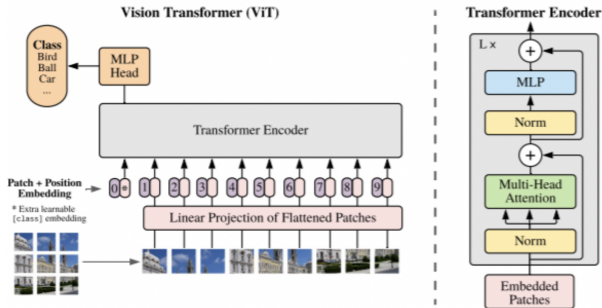 Vision Transformer (ViT)
Class
Bird
Ball
Car
...
MLP
Head
Transformer Encoder
Patch + Position
Embedding
* Extra learnable
[class] embedding
0 * 1 2 3 4 5 6 7 8 9
Linear Projection of Flattened Patches
Transformer Encoder
L x
+
MLP
Norm
+
Multi-Head
Attention
Norm
Embedded
Patches